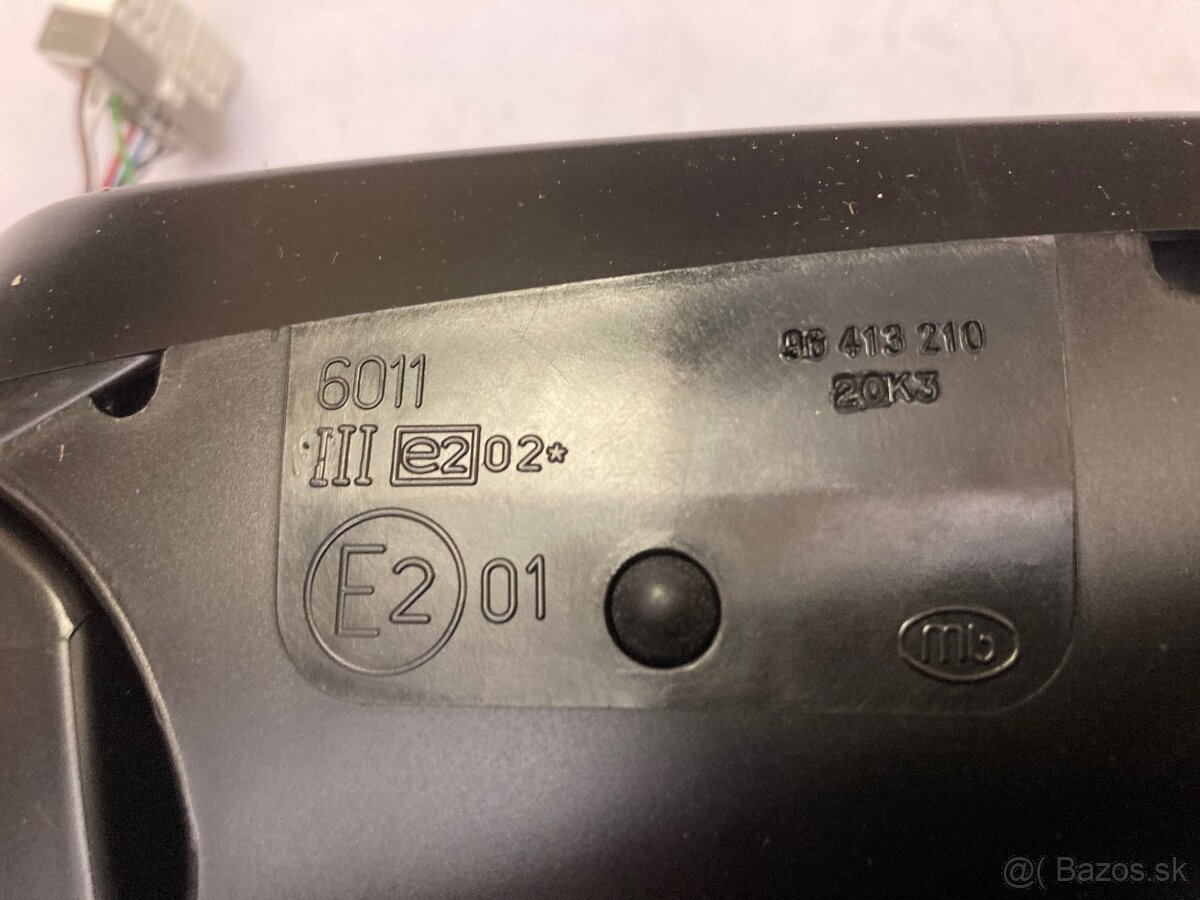 6011
III e2 02*
E2 01
96 413 210
20K3
mb
@( Bazos.sk